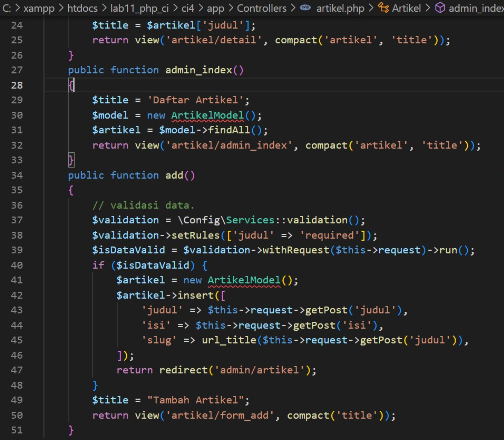 C: > xampp > htdocs > lab11_php_ci > ci4 > app > Controllers > artikel.php > Artikel > admin_index
24 $title = $artikel['judul'];
25 return view('artikel/detail', compact('artikel', 'title'));
26 }
27 public function admin_index()
28 {
29 $title = 'Daftar Artikel';
30 $model = new ArtikelModel();
31 $artikel = $model->findAll();
32 return view('artikel/admin_index', compact('artikel', 'title'));
33 }
34 public function add()
35 {
36 // validasi data.
37 $validation = \Config\Services::validation();
38 $validation->setRules(['judul' => 'required']);
39 $isDataValid = $validation->withRequest($this->request)->run();
40 if ($isDataValid) {
41 $artikel = new ArtikelModel();
42 $artikel->insert([
43 'judul' => $this->request->getPost('judul'),
44 'isi' => $this->request->getPost('isi'),
45 'slug' => url_title($this->request->getPost('judul')),
46 ]);
47 return redirect('admin/artikel');
48 }
49 $title = "Tambah Artikel";
50 return view('artikel/form_add', compact('title'));
51 }